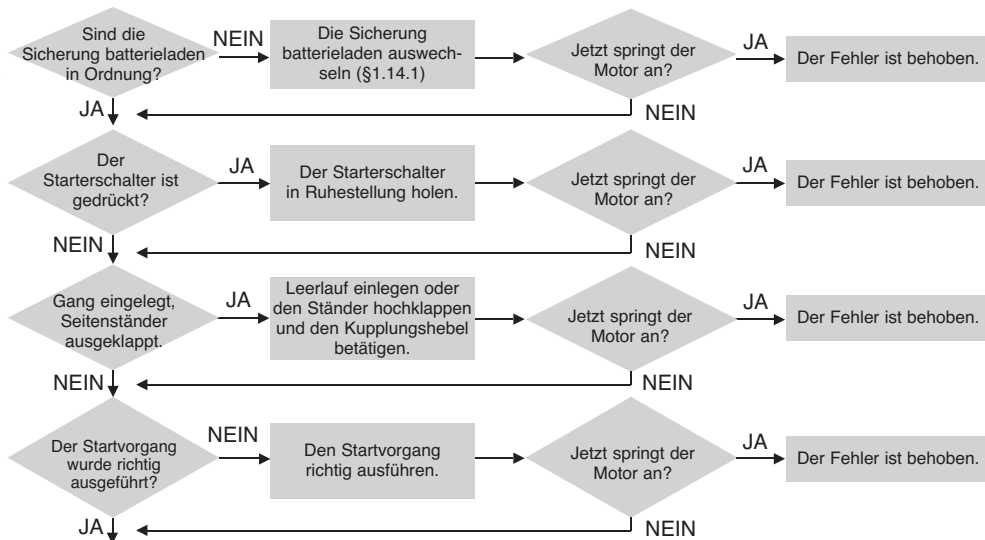 Sind die
Sicherung batterieladen
in Ordnung?
NEIN
Die Sicherung
batterieladen auswech-
seln (§1.14.1)
Jetzt springt der
Motor an?
JA
Der Fehler ist behoben.
JA
NEIN
Der
Starterschalter ist
gedrückt?
JA
Der Starterschalter
in Ruhestellung holen.
Jetzt springt der
Motor an?
JA
Der Fehler ist behoben.
NEIN
NEIN
Gang eingelegt,
Seitenständer
ausgeklappt.
JA
Leerlauf einlegen oder
den Ständer hochklappen
und den Kupplungshebel
betätigen.
Jetzt springt der
Motor an?
JA
Der Fehler ist behoben.
NEIN
NEIN
Der Startvorgang
wurde richtig
ausgeführt?
NEIN
Den Startvorgang
richtig ausführen.
Jetzt springt der
Motor an?
JA
Der Fehler ist behoben.
JA
NEIN